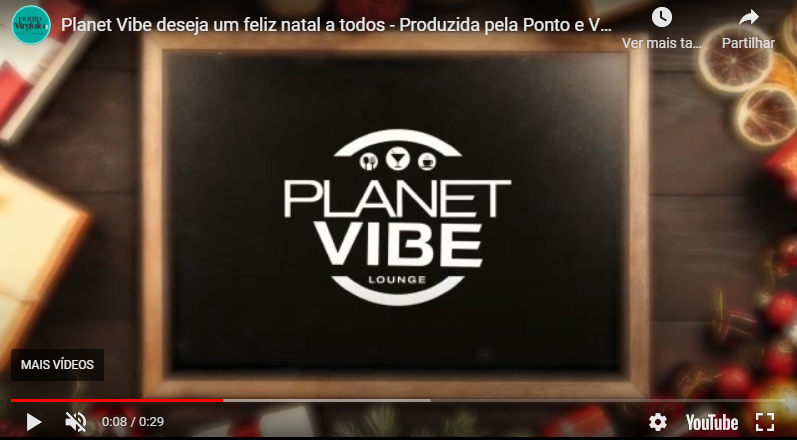 Planet Vibe deseja um feliz natal a todos - Produzida pela Ponto e V...
Ver mais ta...
Partilhar
PLANET
VIBE
LOUNGE
MAIS VÍDEOS
0:08 / 0:29
YouTube